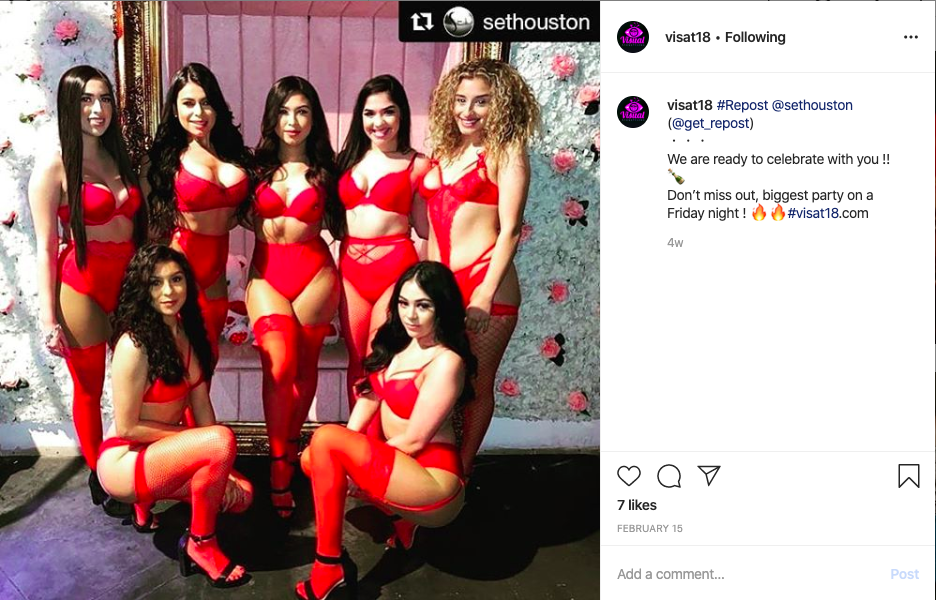 sethouston
visat18 • Following
visat18 #Repost @sethouston
(@get_repost)
・・・
We are ready to celebrate with you !!
🍾
Don't miss out, biggest party on a
Friday night ! 🔥🔥#visat18.com
4w
7 likes
FEBRUARY 15
Add a comment...
Post